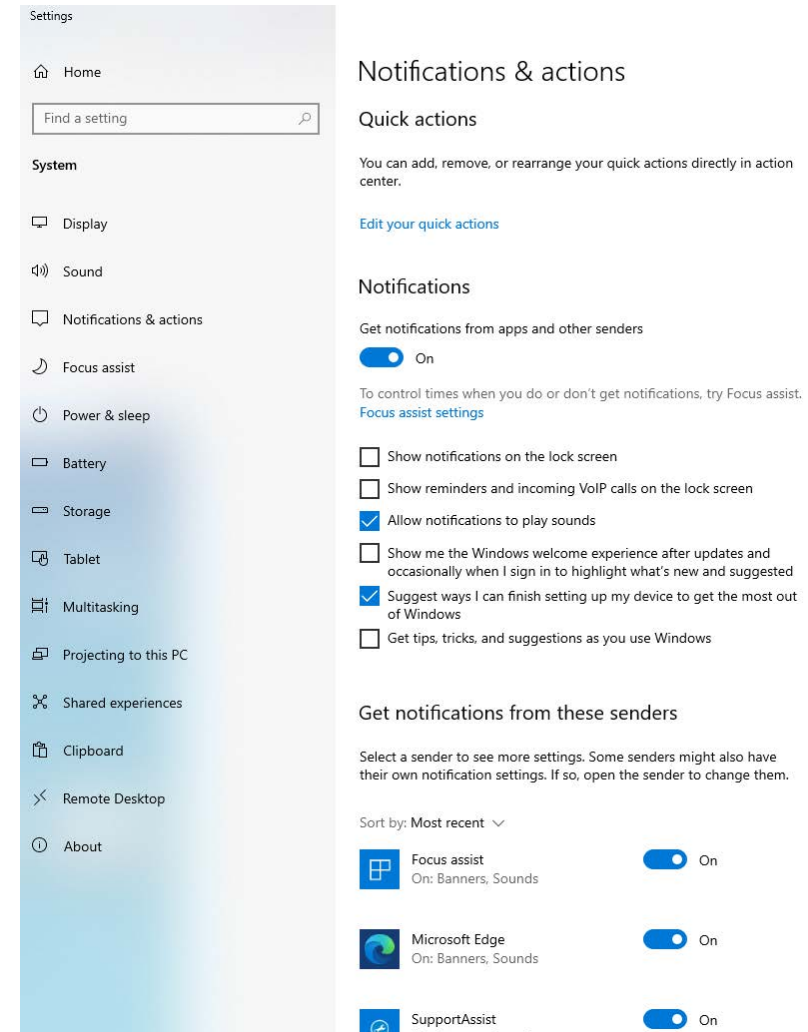 Settings
Home
Find a setting
System
Display
Sound
Notifications & actions
Focus assist
Power & sleep
Battery
Storage
Tablet
Multitasking
Projecting to this PC
Shared experiences
Clipboard
Remote Desktop
About
Notifications & actions
Quick actions
You can add, remove, or rearrange your quick actions directly in action
center.
Edit your quick actions
Notifications
Get notifications from apps and other senders
On
To control times when you do or don't get notifications, try Focus assist.
Focus assist settings
Show notifications on the lock screen
Show reminders and incoming VoIP calls on the lock screen
Allow notifications to play sounds
Show me the Windows welcome experience after updates and
occasionally when I sign in to highlight what's new and suggested
Suggest ways I can finish setting up my device to get the most out
of Windows
Get tips, tricks, and suggestions as you use Windows
Get notifications from these senders
Select a sender to see more settings. Some senders might also have
their own notification settings. If so, open the sender to change them.
Sort by: Most recent
Focus assist
On: Banners, Sounds
On
Microsoft Edge
On: Banners, Sounds
On
SupportAssist
On